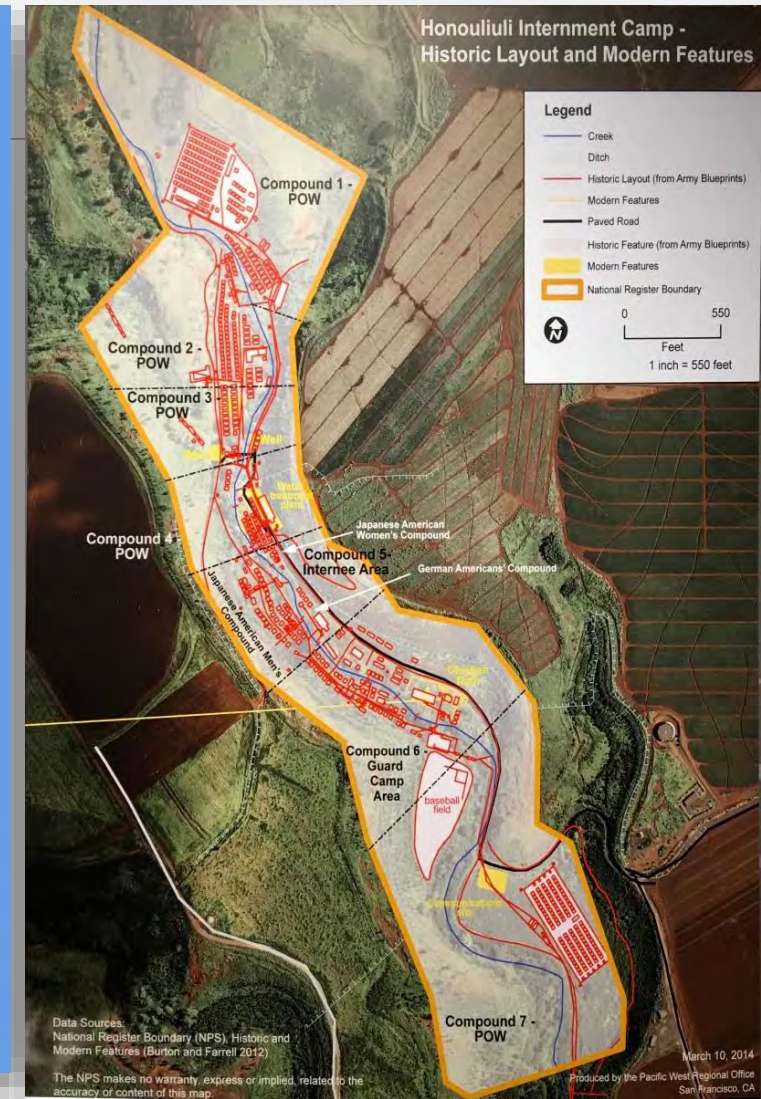 Honouliuli Internment Camp -
Historic Layout and Modern Features
Legend
Creek
Ditch
Historic Layout (from Army Blueprints)
Modern Features
Paved Road
Historic Feature (from Army Blueprints)
Modern Features
National Register Boundary
N
0 550
Feet
1 inch = 550 feet
Compound 1 -
POW
Compound 2 -
POW
Compound 3 -
POW
Well
Water
treatment
plant
Compound 4 -
POW
Japanese American
Women's Compound
Compound 5-
Internee Area
German Americans' Compound
Japanese American Men's
Compound
Compound 6 -
Guard
Camp
Area
baseball
field
Communications
site
Compound 7 -
POW
Data Sources:
National Register Boundary (NPS), Historic and
Modern Features (Burton and Farrell 2012)
The NPS makes no warranty, express or implied, related to the
accuracy or content of this map.
March 10, 2014
Produced by the Pacific West Regional Office
San Francisco, CA